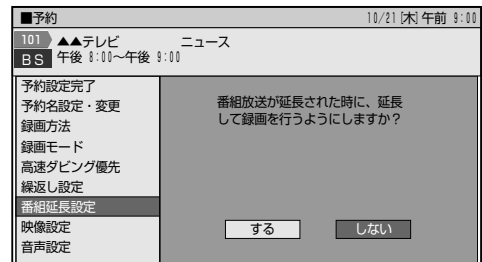 ■予約 10/21[木]午前 9:00
101 ▲▲テレビ ニュース
BS 午後 8:00～午後 9:00
予約設定完了
予約名設定・変更
録画方法
録画モード
高速ダビング優先
繰返し設定
番組延長設定
映像設定
音声設定
番組放送が延長された時に、延長
して録画を行うようにしますか？
する しない